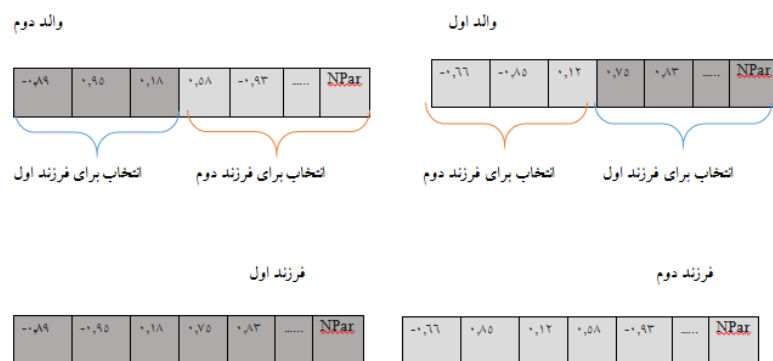 والد اول
والد دوم
-۰,۶۶ -۰,۸۵ ۰,۱۲ ۰,۷۵ ۰,۸۳ ...... NPar
-۰,۸۹ ۰,۹۵ ۰,۱۸ ۰,۵۸ -۰,۹۳ ...... NPar
انتخاب برای فرزند اول
انتخاب برای فرزند دوم
انتخاب برای فرزند دوم
انتخاب برای فرزند اول
فرزند دوم
فرزند اول
-۰,۶۶ ۰,۸۵ ۰,۱۲ ۰,۵۸ -۰,۹۳ ...... NPar
-۰,۸۹ -۰,۹۵ ۰,۱۸ ۰,۷۵ ۰,۸۳ ...... NPar